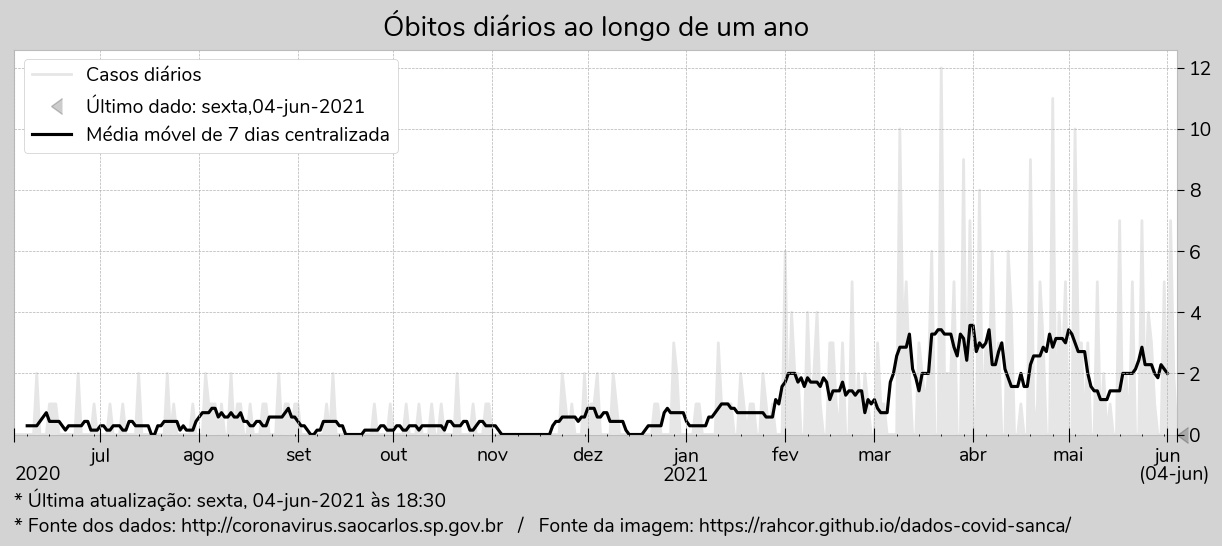 Óbitos diários ao longo de um ano
Casos diários
Último dado: sexta,04-jun-2021
Média móvel de 7 dias centralizada
12
10
8
6
4
2
0
jul ago set out nov dez jan fev mar abr mai jun
2020 2021 (04-jun)
* Última atualização: sexta, 04-jun-2021 às 18:30
* Fonte dos dados: http://coronavirus.saocarlos.sp.gov.br / Fonte da imagem: https://rahcor.github.io/dados-covid-sanca/